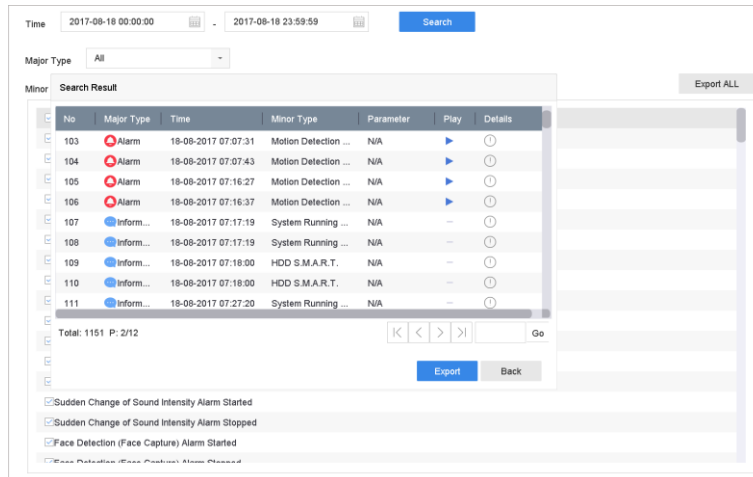 Time 2017-08-18 00:00:00 - 2017-08-18 23:59:59 Search
Major Type All
Minor Search Result Export ALL
No Major Type Time Minor Type Parameter Play Details
103 Alarm 18-08-2017 07:07:31 Motion Detection ... N/A
104 Alarm 18-08-2017 07:07:43 Motion Detection ... N/A
105 Alarm 18-08-2017 07:16:27 Motion Detection ... N/A
106 Alarm 18-08-2017 07:16:37 Motion Detection ... N/A
107 Inform... 18-08-2017 07:17:19 System Running ... N/A —
108 Inform... 18-08-2017 07:17:19 System Running ... N/A —
109 Inform... 18-08-2017 07:18:00 HDD S.M.A.R.T. N/A —
110 Inform... 18-08-2017 07:18:00 HDD S.M.A.R.T. N/A —
111 Inform... 18-08-2017 07:27:20 System Running ... N/A —
Total: 1151 P: 2/12 Go
Export Back
Sudden Change of Sound Intensity Alarm Started
Sudden Change of Sound Intensity Alarm Stopped
Face Detection (Face Capture) Alarm Started
Face Detection (Face Capture) Alarm Stopped